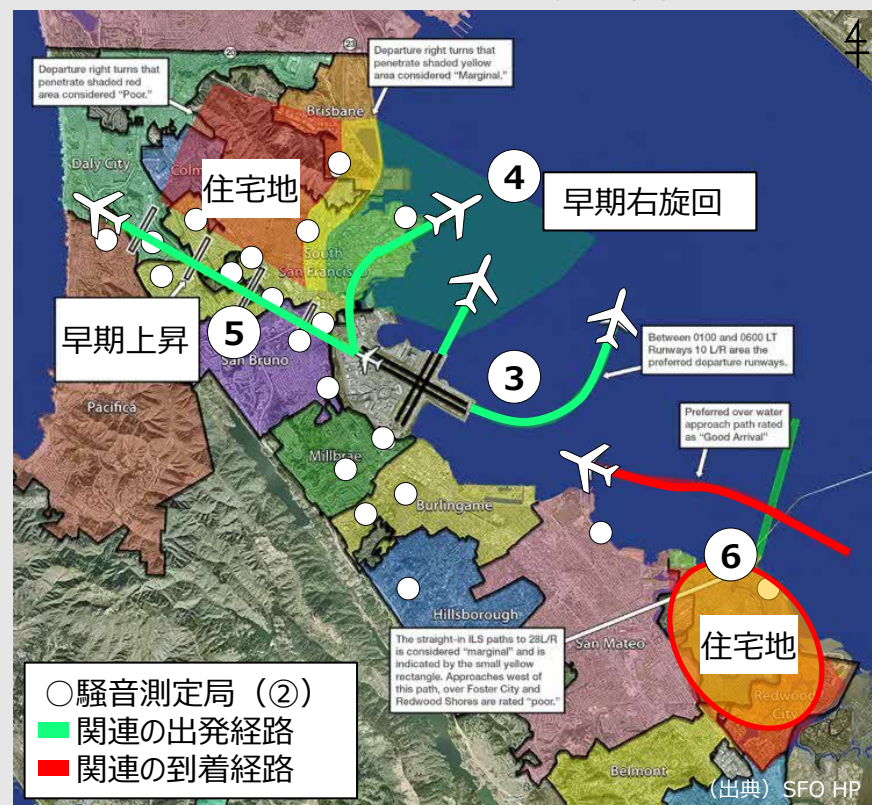 20
23
Departure right turns that
penetrate shaded red
area considered “Poor.”
Departure right turns that
penetrate shaded yellow
area considered “Marginal.”
Brisbane
Daly City
Colm
住宅地
④
早期右旋回
South
San Francisco
早期上昇
⑤
San Bruno
③
Between 0100 and 0600 LT
Runways 10 L/R area the
preferred departure runways.
Pacifica
Preferred over water
approach path rated
as “Good Arrival”
Millbrae
Burlingame
⑥
Hillsborough
San Mateo
住宅地
The straight-in ILS paths to 28L/R
is considered “marginal” and is
indicated by the small yellow
rectangle. Approaches west of
this path, over Foster City and
Redwood Shores are rated “poor.”
Redwood
City
Belmont
○騒音測定局（②）
関連の出発経路
関連の到着経路
（出典）SFO HP